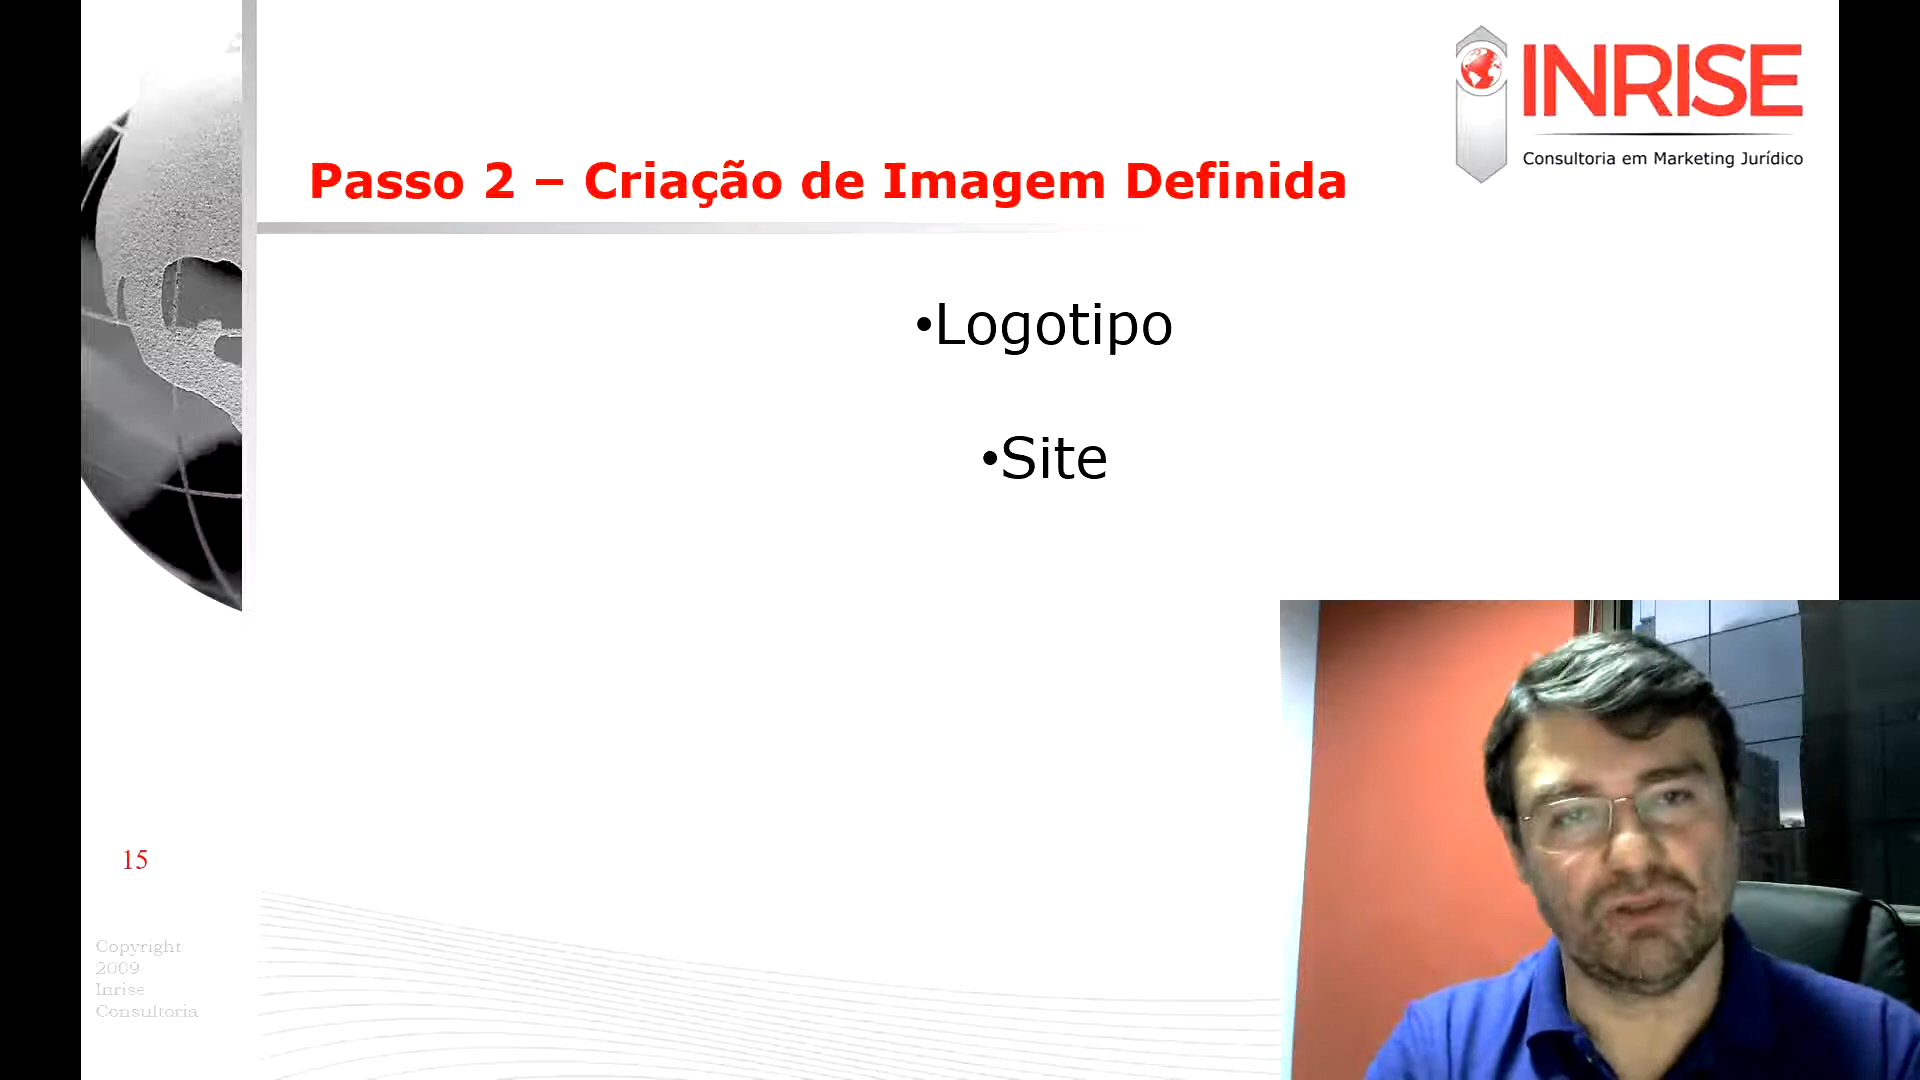 INRISE
Consultoria em Marketing Jurídico
Passo 2 – Criação de Imagem Definida
•Logotipo
•Site
15
Copyright
2009
Inrise
Consultoria